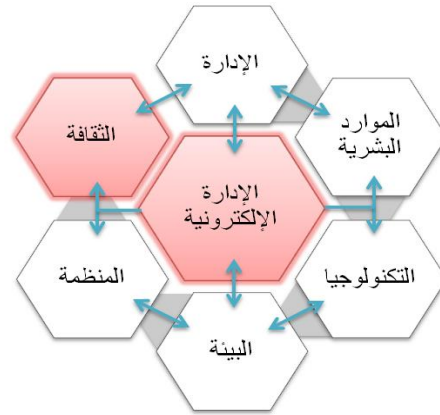 الإدارة
الموارد
البشرية
الثقافة
الإدارة
الإلكترونية
التكنولوجيا
المنظمة
البيئة